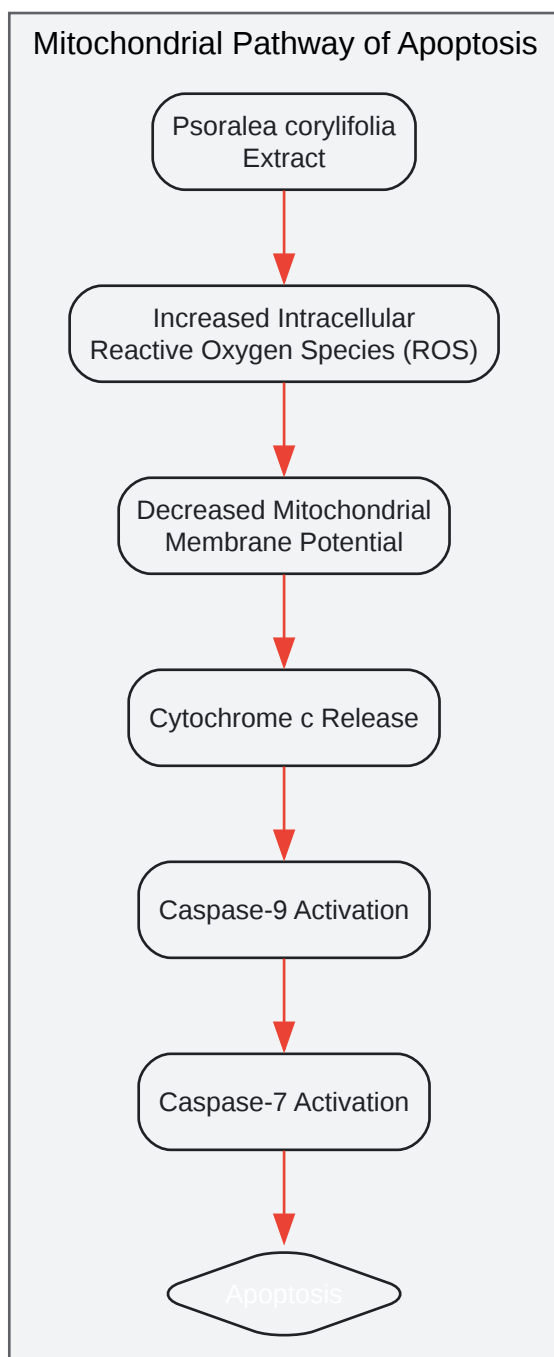 Mitochondrial Pathway of Apoptosis
Psoralea corylifolia
Extract
Increased Intracellular
Reactive Oxygen Species (ROS)
Decreased Mitochondrial
Membrane Potential
Cytochrome c Release
Caspase-9 Activation
Caspase-7 Activation
Apoptosis